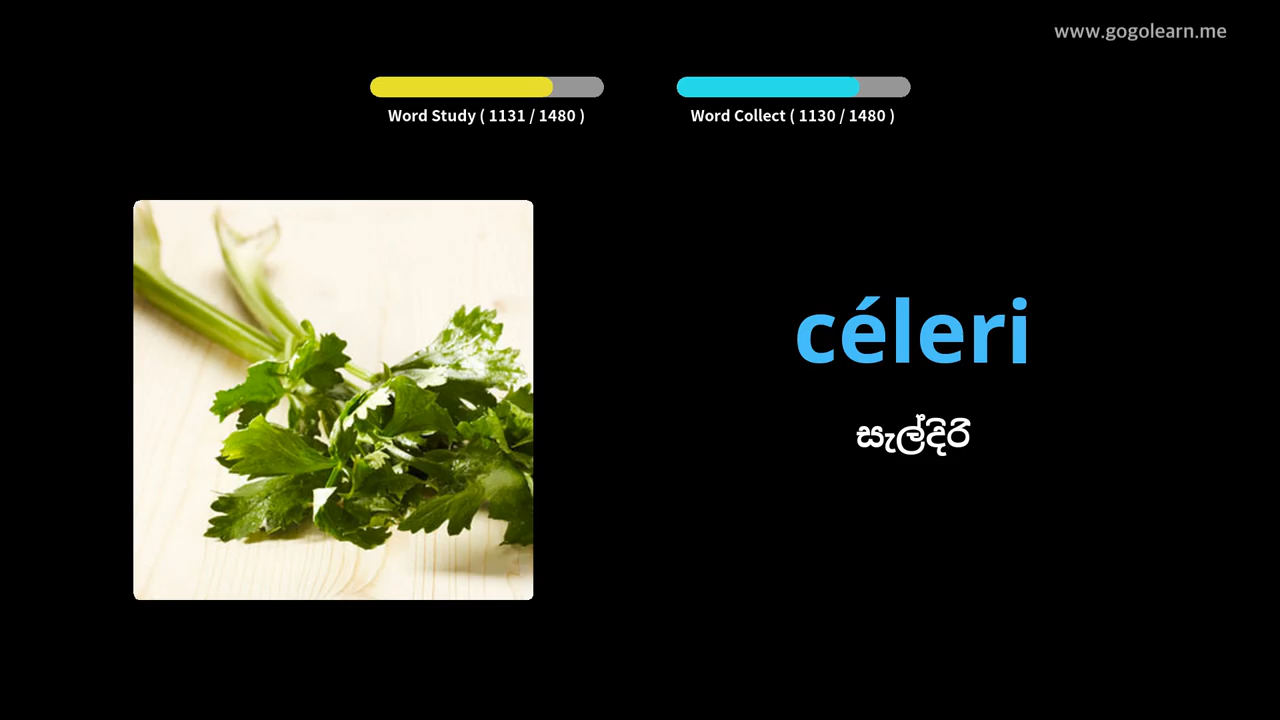 www.gogolearn.me
Word Study ( 1131 / 1480 )
Word Collect ( 1130 / 1480 )
céleri
සැල්දිරි